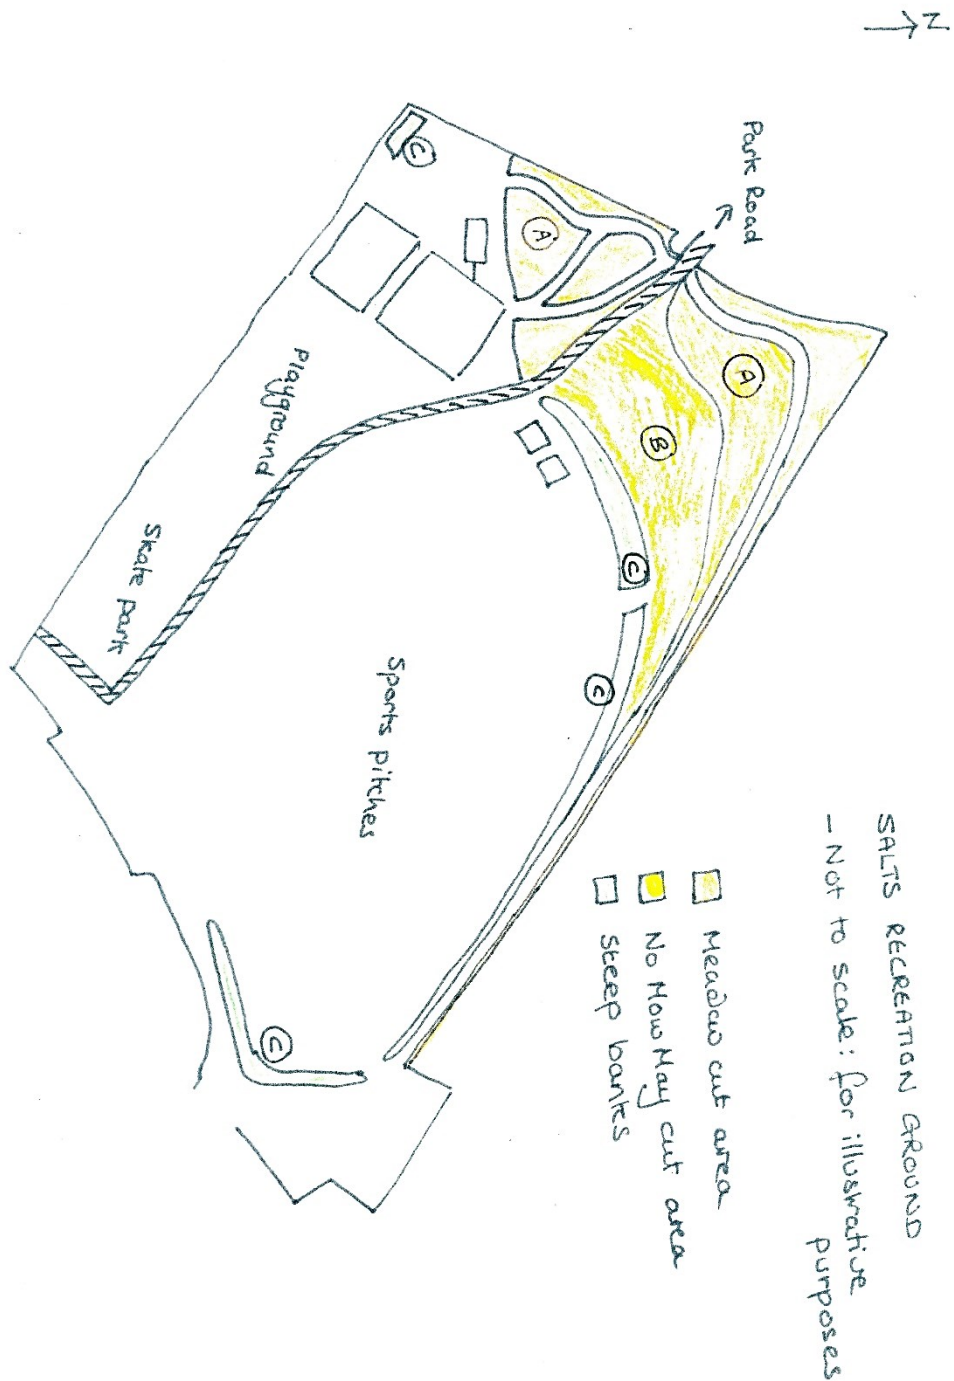 N
SALTS RECREATION GROUND
- Not to scale: for illustrative
purposes
Meadow cut area
No Mow May cut area
Steep banks
Park Road
A
A
B
C
C
C
C
Playground
Skate park
Sports pitches